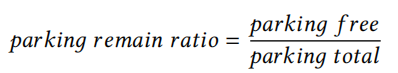 parking remain ratio = parking free / parking total